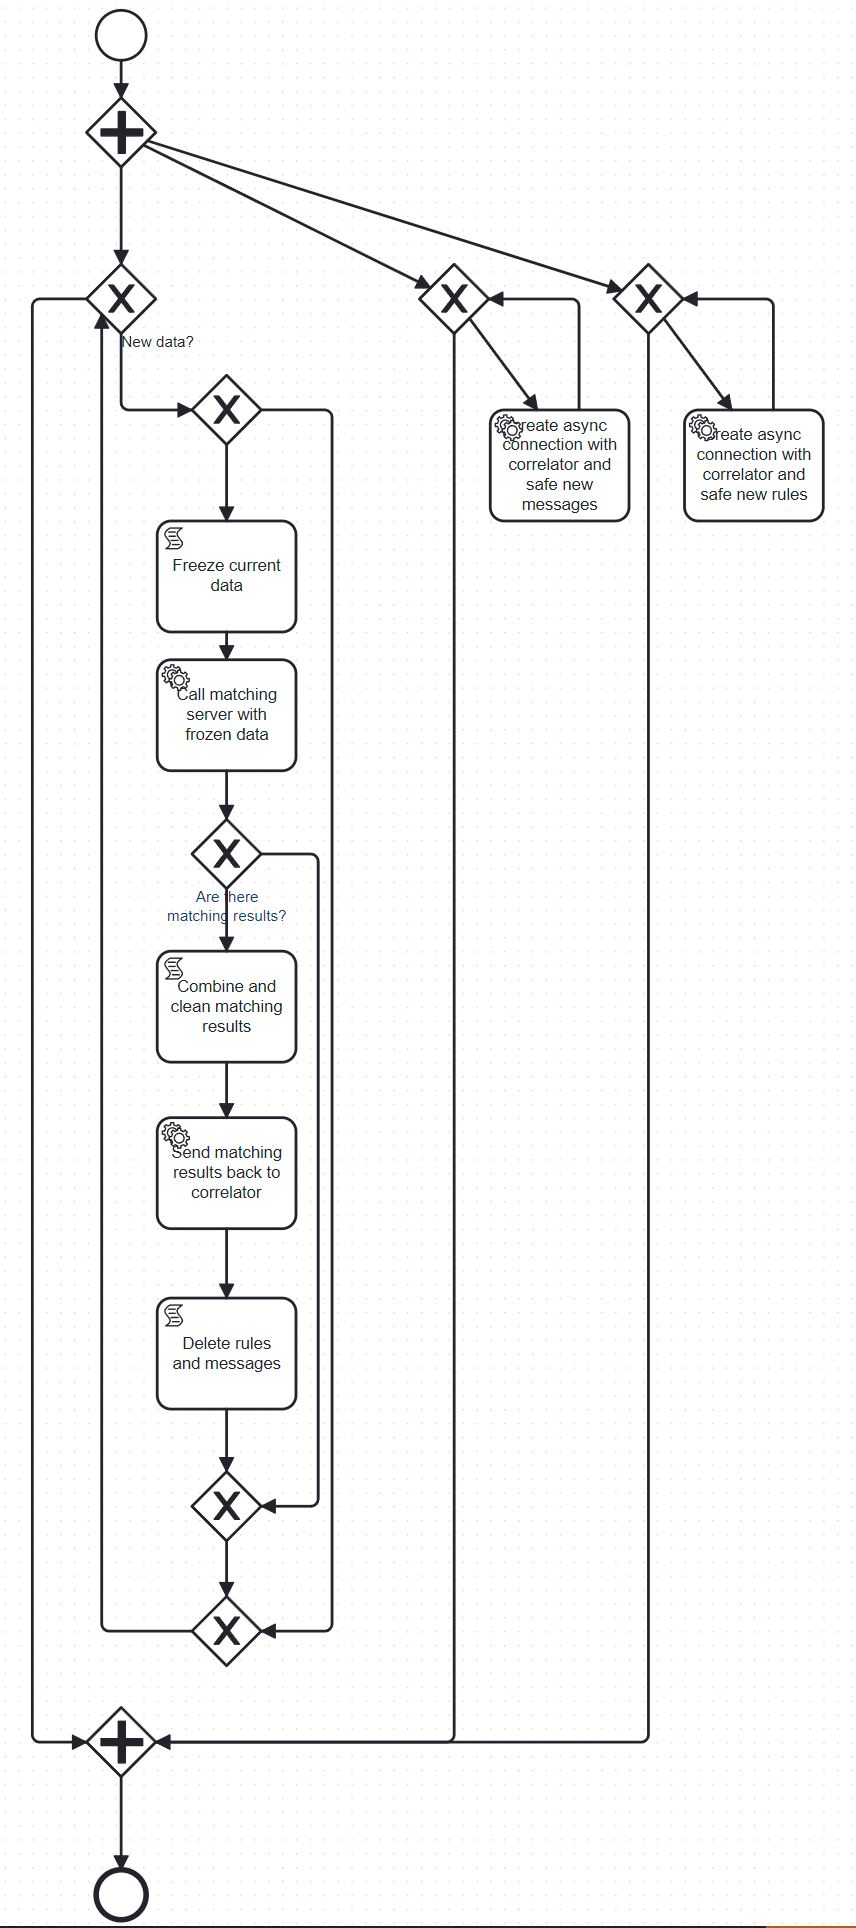 New data?
reate async
connection with
correlator and
safe new
messages
reate async
connection with
correlator and
safe new rules
Freeze current
data
Call matching
server with
frozen data
Are there
matching results?
Combine and
clean matching
results
Send matching
results back to
correlator
Delete rules
and messages